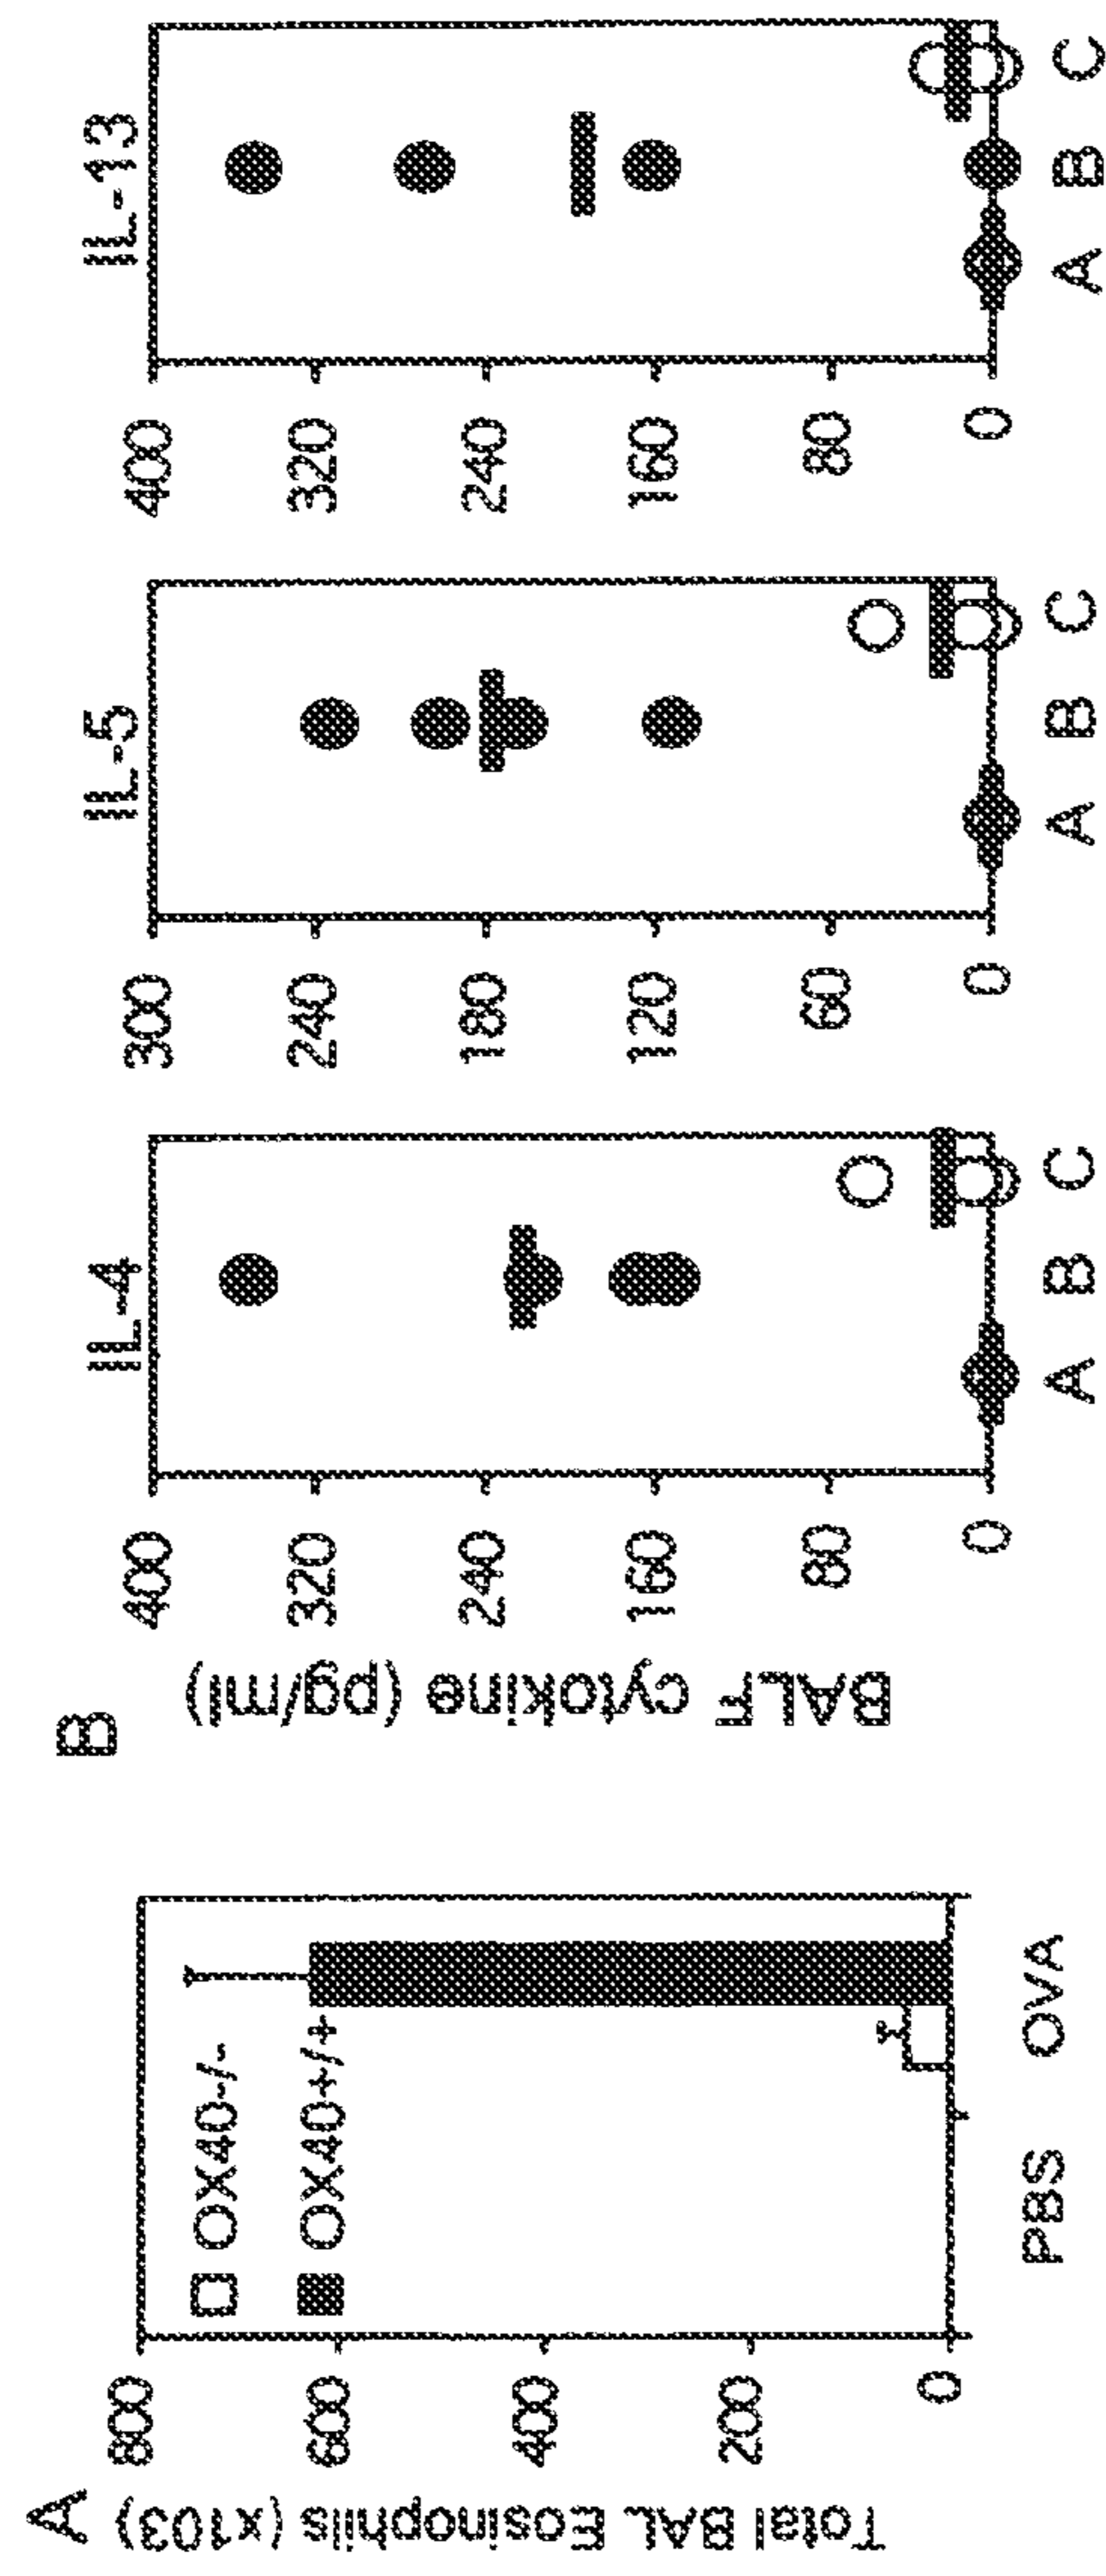 A
Total BAL Eosinophils (x103)
800
600
400
200
0
OX40-/-
OX40+/+
PBS OVA
B
BALF cytokine (pg/ml)
IL-4
400
320
240
160
80
0
A B C
IL-5
300
240
180
120
60
0
A B C
IL-13
400
320
240
160
80
0
A B C